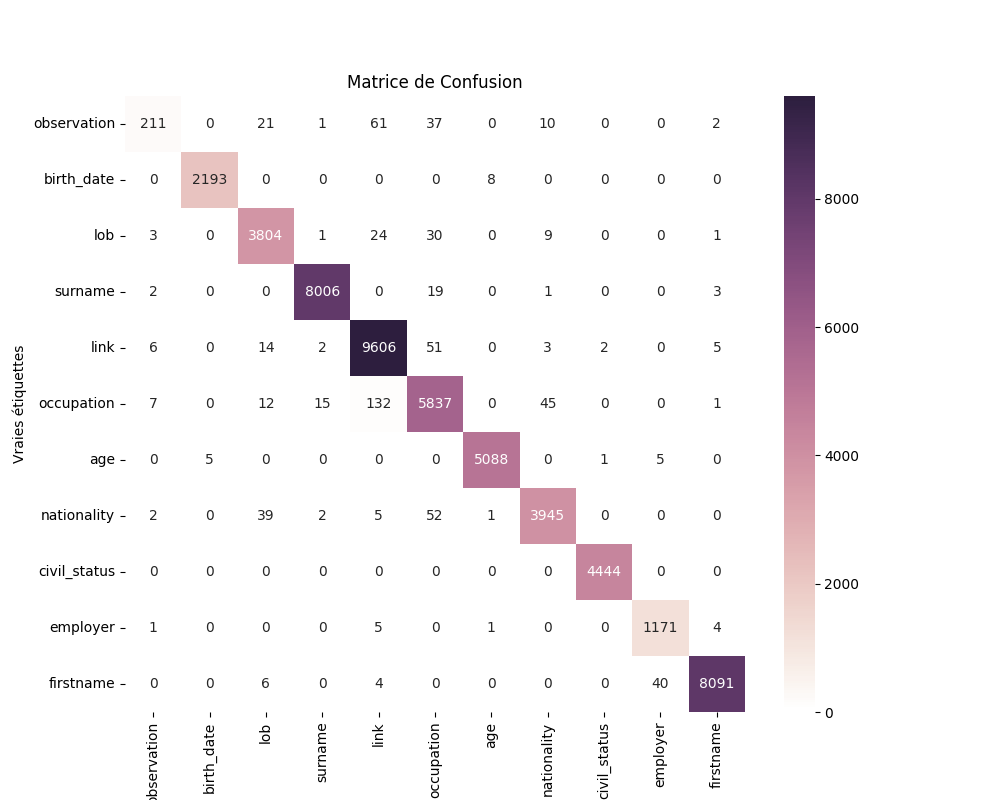 Matrice de Confusion
observation 211 0 21 1 61 37 0 10 0 0 2
birth_date 0 2193 0 0 0 0 8 0 0 0 0
lob 3 0 3804 1 24 30 0 9 0 0 1
surname 2 0 0 8006 0 19 0 1 0 0 3
link 6 0 14 2 9606 51 0 3 2 0 5
occupation 7 0 12 15 132 5837 0 45 0 0 1
age 0 5 0 0 0 0 5088 0 1 5 0
nationality 2 0 39 2 5 52 1 3945 0 0 0
civil_status 0 0 0 0 0 0 0 0 4444 0 0
employer 1 0 0 0 5 0 1 0 0 1171 4
firstname 0 0 6 0 4 0 0 0 0 40 8091
Vraies étiquettes
observation
birth_date
lob
surname
link
occupation
age
nationality
civil_status
employer
firstname
8000
6000
4000
2000
0